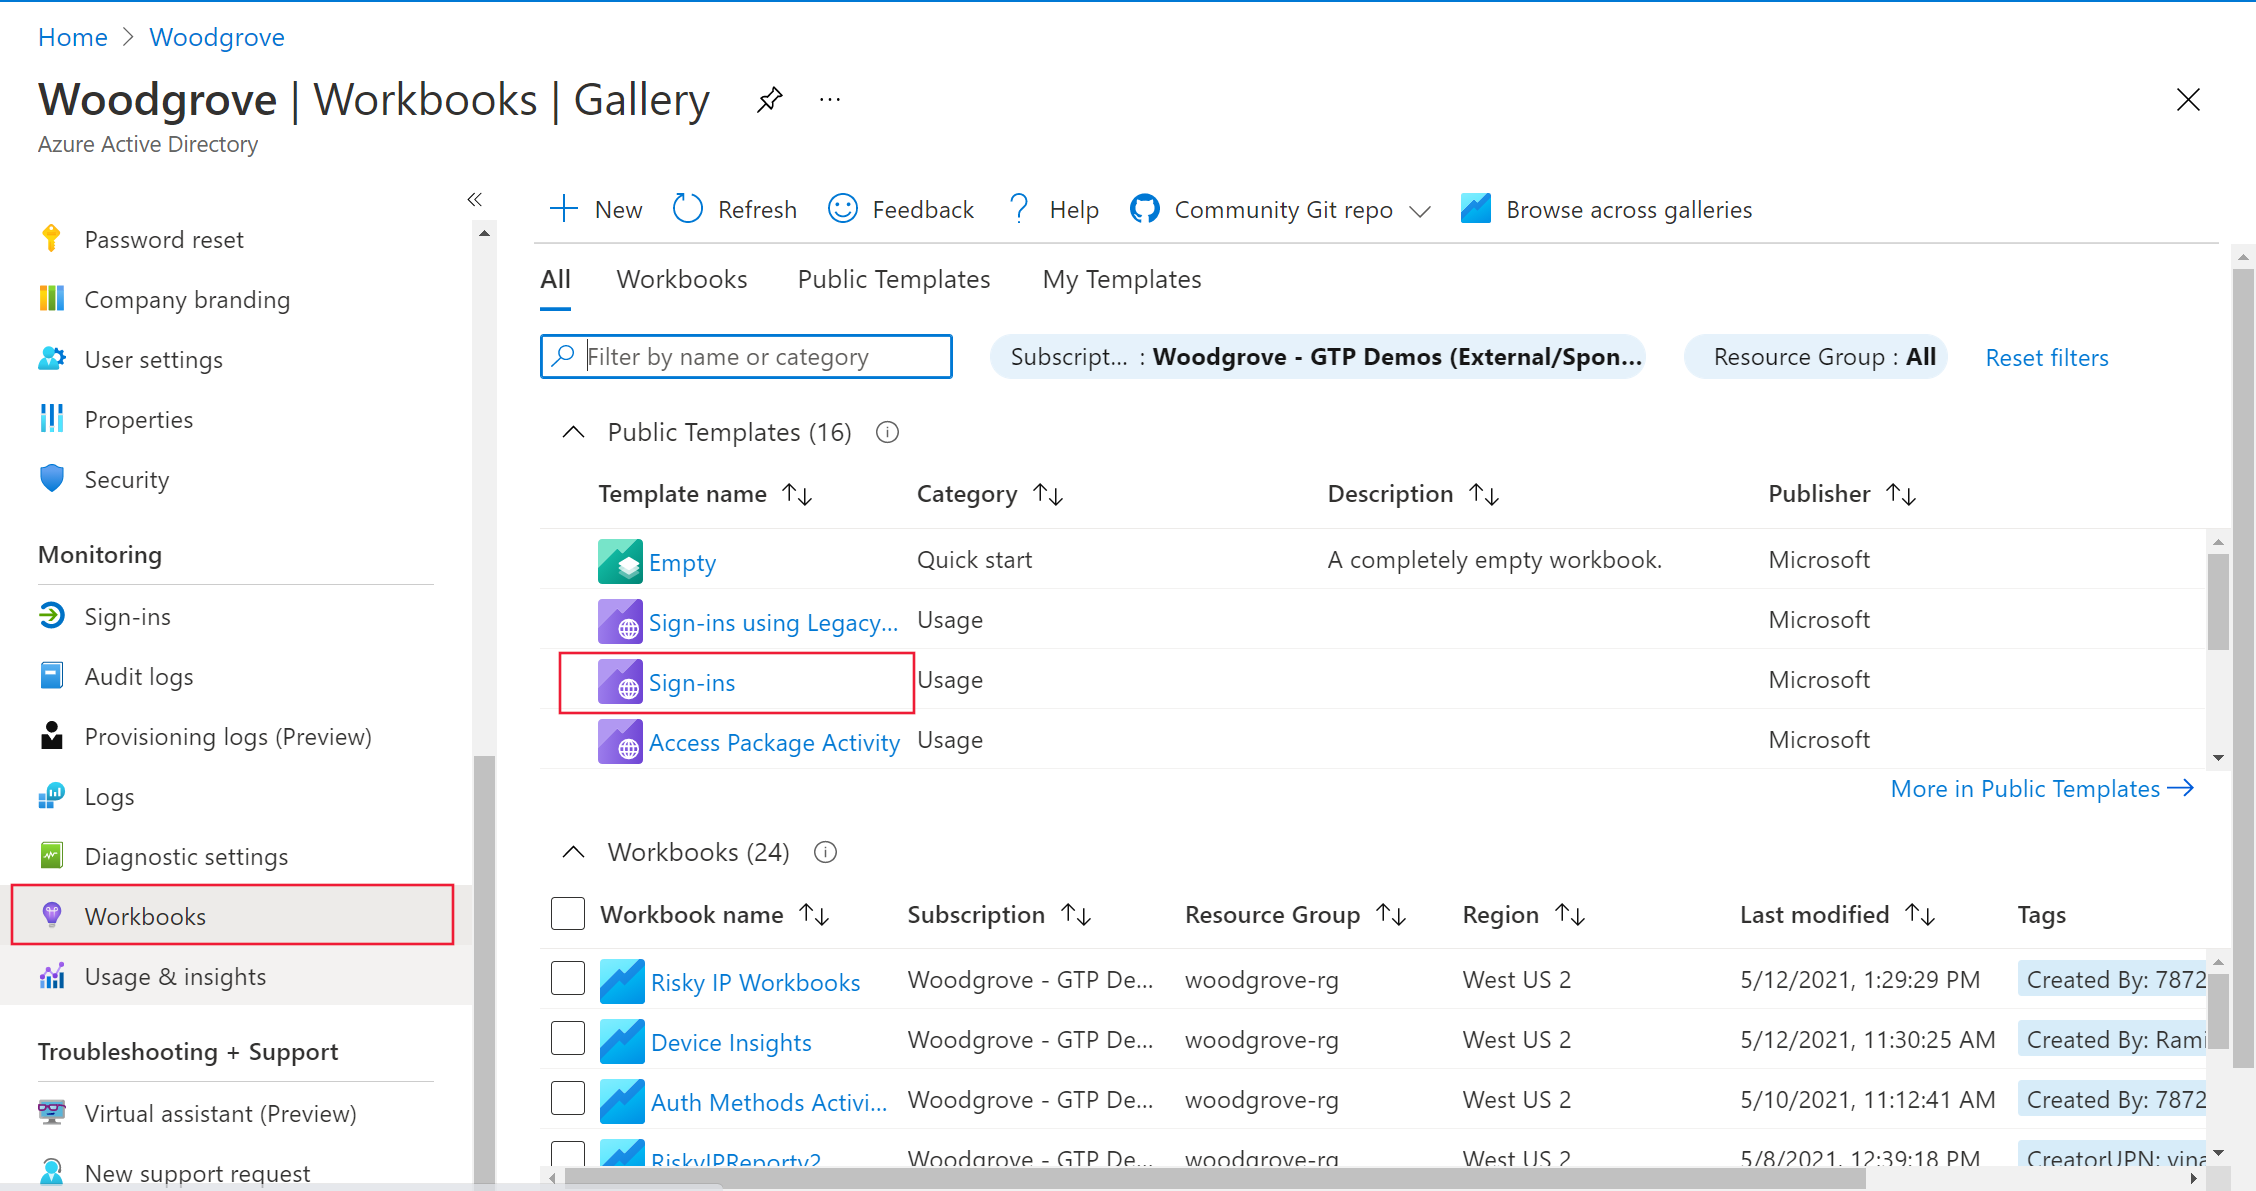 Home > Woodgrove
Woodgrove | Workbooks | Gallery ...
Azure Active Directory
«
Password reset
Company branding
User settings
Properties
Security
Monitoring
Sign-ins
Audit logs
Provisioning logs (Preview)
Logs
Diagnostic settings
Workbooks
Usage & insights
Troubleshooting + Support
Virtual assistant (Preview)
New support request
New Refresh Feedback Help Community Git repo Browse across galleries
All Workbooks Public Templates My Templates
Filter by name or category Subscript... : Woodgrove - GTP Demos (External/Spon... Resource Group : All Reset filters
Public Templates (16)
Template name Category Description Publisher
Empty Quick start A completely empty workbook. Microsoft
Sign-ins using Legacy... Usage Microsoft
Sign-ins Usage Microsoft
Access Package Activity Usage Microsoft
More in Public Templates
Workbooks (24)
Workbook name Subscription Resource Group Region Last modified Tags
Risky IP Workbooks Woodgrove - GTP De... woodgrove-rg West US 2 5/12/2021, 1:29:29 PM Created By: 7872
Device Insights Woodgrove - GTP De... woodgrove-rg West US 2 5/12/2021, 11:30:25 AM Created By: Rami
Auth Methods Activi... Woodgrove - GTP De... woodgrove-rg West US 2 5/10/2021, 11:12:41 AM Created By: 7872
RiskyIPReporty2 Woodgrove - GTP De... woodgrove-rg West US 2 5/8/2021, 12:39:18 PM CreatorUPN: vina